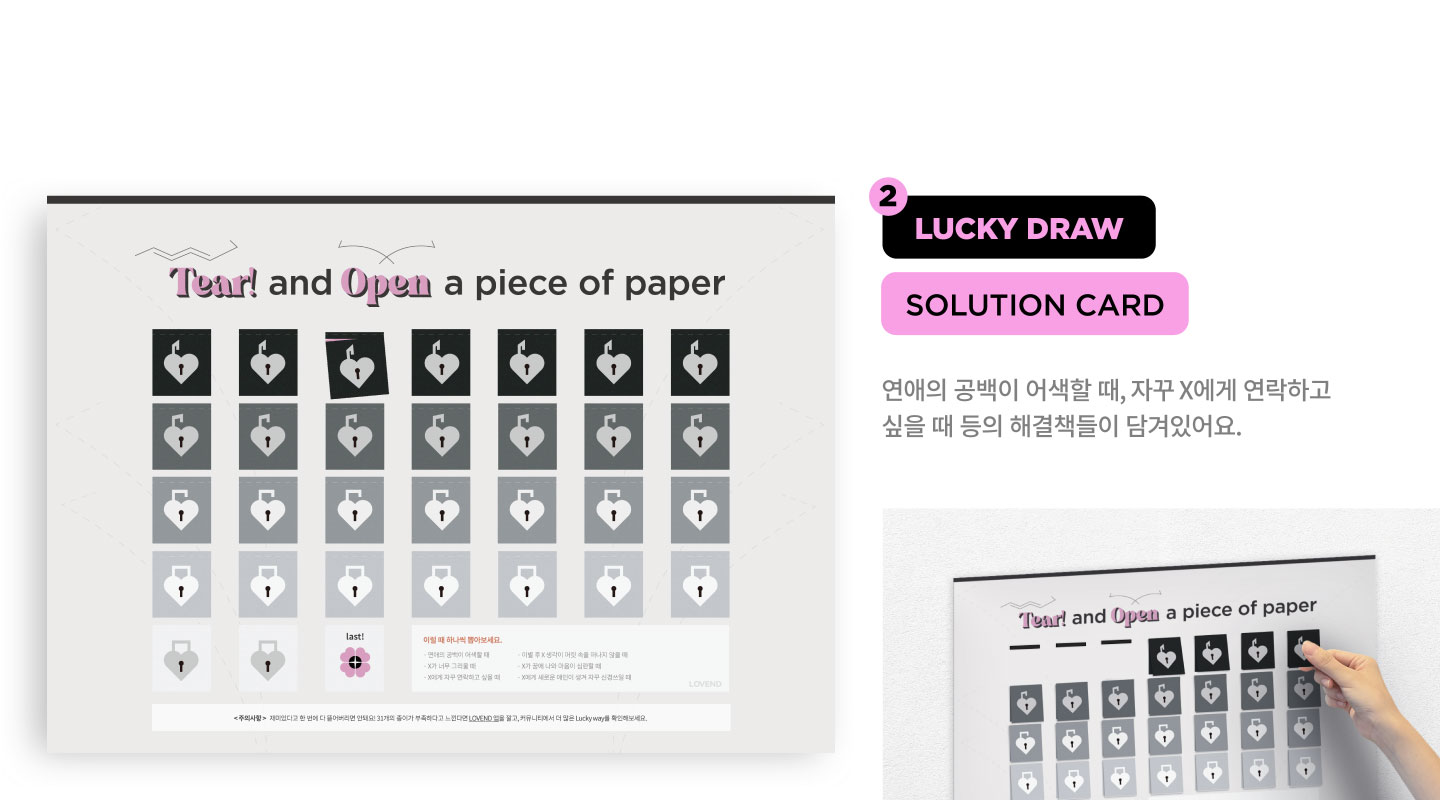 Tear! and Open a piece of paper
last!
이럴 때 하나씩 뽑아보세요.
- 연애의 공백이 어색할 때
- X가 너무 그리울 때
- X에게 자꾸 연락하고 싶을 때
- 이별 후 X 생각이 머릿 속을 떠나지 않을 때
- X가 꿈에 나와 마음이 심란할 때
- X에게 새로운 애인이 생겨 자꾸 신경쓰일 때
LOVEND
<주의사항> 재미있다고 한 번에 다 뜯어버리면 안돼요! 31개의 종이가 부족하다고 느낀다면 LOVEND 앱을 깔고, 커뮤니티에서 더 많은 Lucky way를 확인해보세요.
2
LUCKY DRAW
SOLUTION CARD
연애의 공백이 어색할 때, 자꾸 X에게 연락하고
싶을 때 등의 해결책들이 담겨있어요.
Tear! and Open a piece of paper